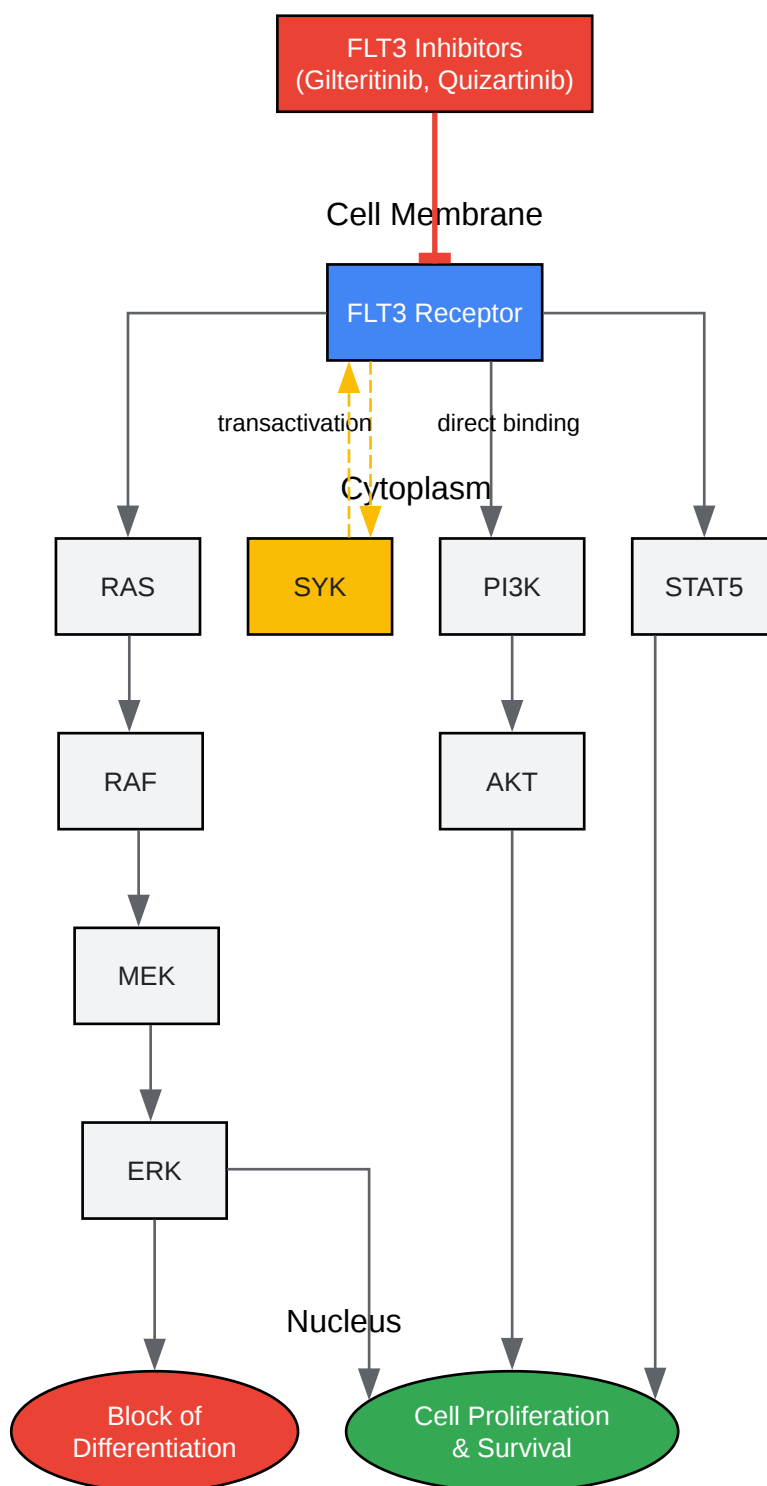 FLT3 Inhibitors
(Gilteritinib, Quizartinib)
Cell Membrane
FLT3 Receptor
transactivation
direct binding
Cytoplasm
RAS
SYK
PI3K
STAT5
RAF
AKT
MEK
ERK
Nucleus
Block of
Differentiation
Cell Proliferation
& Survival